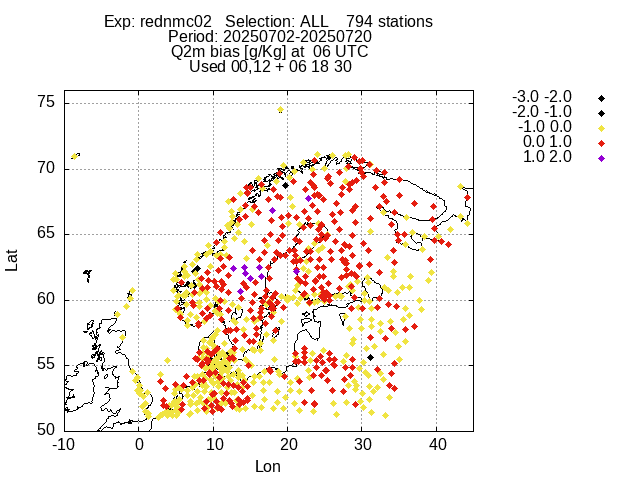 Exp: rednmc02 Selection: ALL 794 stations
Period: 20250702-20250720
Q2m bias [g/Kg] at 06 UTC
Used 00,12 + 06 18 30
-3.0 -2.0
-2.0 -1.0
-1.0 0.0
0.0 1.0
1.0 2.0
75
70
65
60
55
50
Lat
-10 0 10 20 30 40
Lon